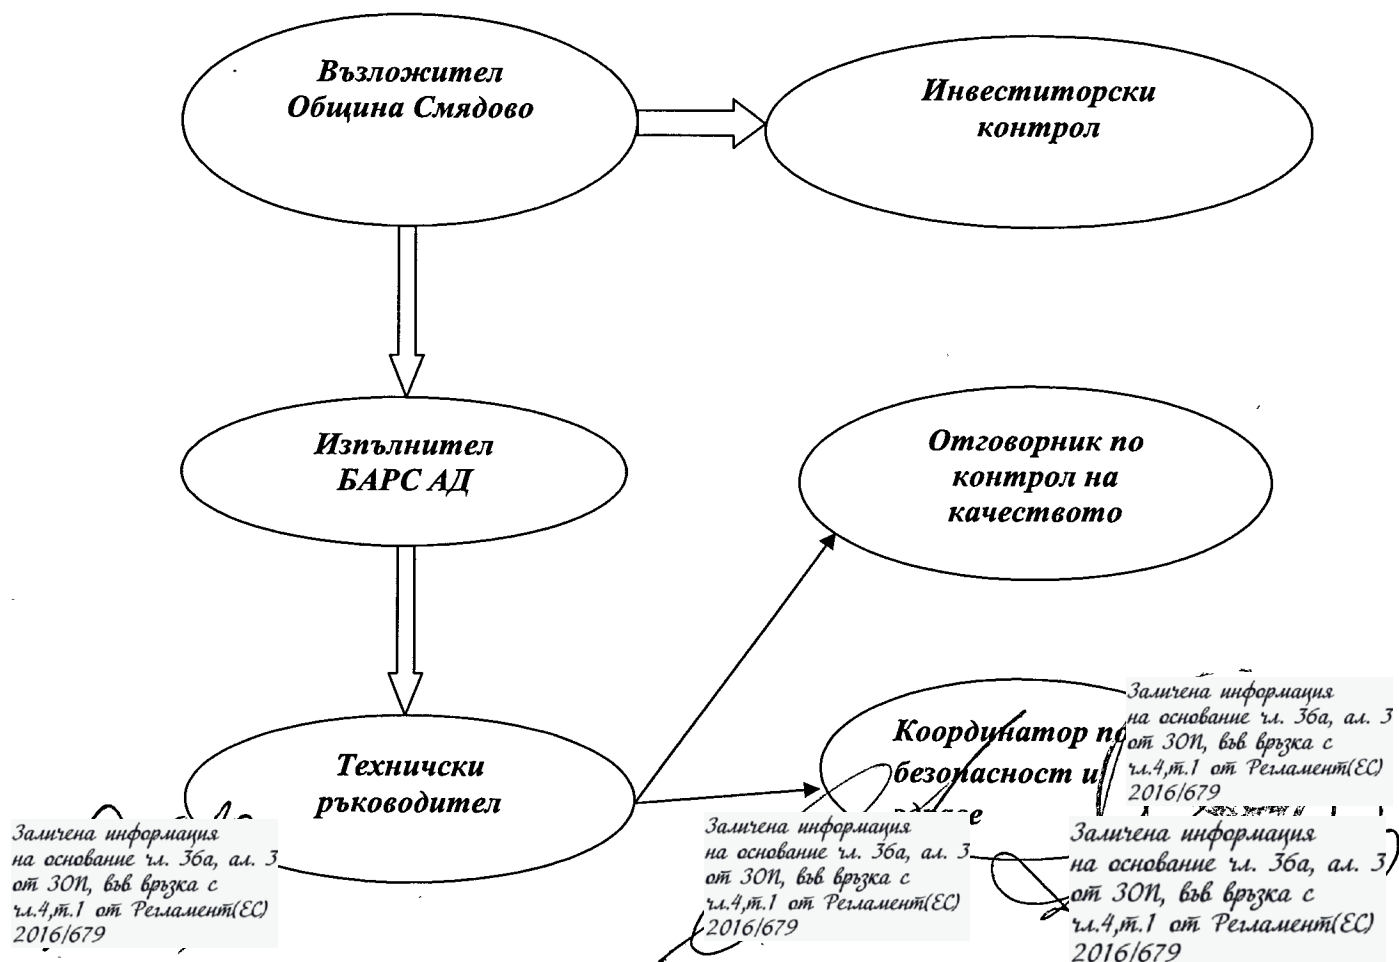 Възложител
Община Смядово
Инвеститорски
контрол
Изпълнител
БАРС АД
Отговорник по
контрол на
качеството
Техничски
ръководител
Координатор по
безопасност и
здраве
Заличена информация
на основание чл. 36а, ал. 3
от ЗОП, във връзка с
чл.4,т.1 от Регламент(ЕС)
2016/679
Заличена информация
на основание чл. 36а, ал. 3
от ЗОП, във връзка с
чл.4,т.1 от Регламент(ЕС)
2016/679
Заличена информация
на основание чл. 36а, ал. 3
от ЗОП, във връзка с
чл.4,т.1 от Регламент(ЕС)
2016/679
Заличена информация
на основание чл. 36а, ал. 3
от ЗОП, във връзка с
чл.4,т.1 от Регламент(ЕС)
2016/679